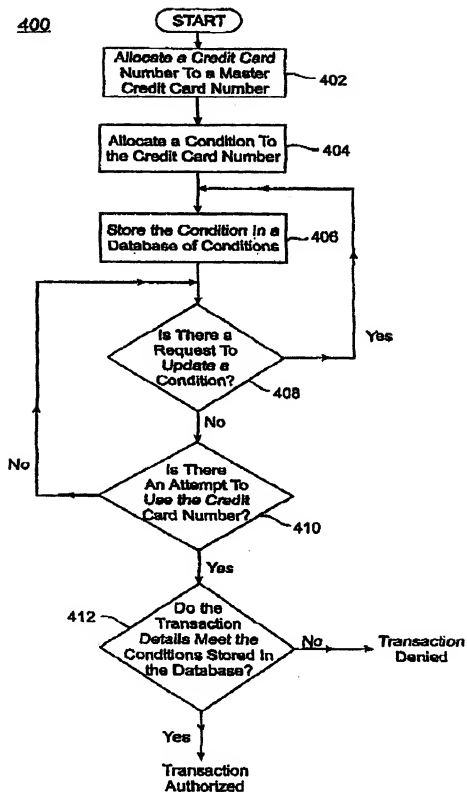 400
START
Allocate a Credit Card
Number To a Master
Credit Card Number
402
Allocate a Condition To
the Credit Card Number
404
Store the Condition in a
Database of Conditions
406
Is There a
Request To
Update a
Condition?
408
Yes
No
Is There
An Attempt To
Use the Credit
Card Number?
410
No
Yes
412
Do the
Transaction
Details Meet the
Conditions Stored in
the Database?
No
Transaction
Denied
Yes
Transaction
Authorized